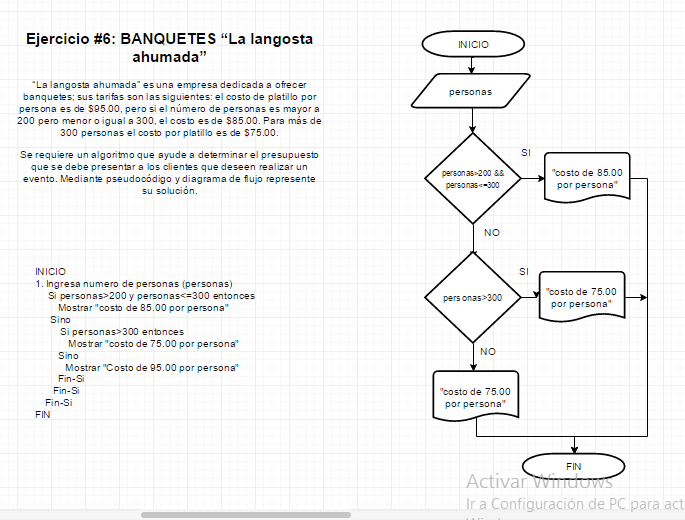 Ejercicio #6: BANQUETES “La langosta
ahumada”
“La langosta ahumada” es una empresa dedicada a ofrecer
banquetes; sus tarifas son las siguientes: el costo de platillo por
persona es de $95.00, pero si el número de personas es mayor a
200 pero menor o igual a 300, el costo es de $85.00. Para más de
300 personas el costo por platillo es de $75.00.
Se requiere un algoritmo que ayude a determinar el presupuesto
que se debe presentar a los clientes que deseen realizar un
evento. Mediante pseudocódigo y diagrama de flujo represente
su solución.
INICIO
1. Ingresa numero de personas (personas)
Si personas>200 y personas<=300 entonces
Mostrar "costo de 85.00 por persona"
Sino
Si personas>300 entonces
Mostrar "costo de 75.00 por persona"
Sino
Mostrar "Costo de 95.00 por persona"
Fin-Si
Fin-Si
Fin-Si
FIN
INICIO
personas
personas>200 &&
personas<=300
SI
"costo de 85.00
por persona"
NO
personas>300
SI
"costo de 75.00
por persona"
NO
"costo de 75.00
por persona"
FIN
Activar Windows
Ir a Configuración de PC para act